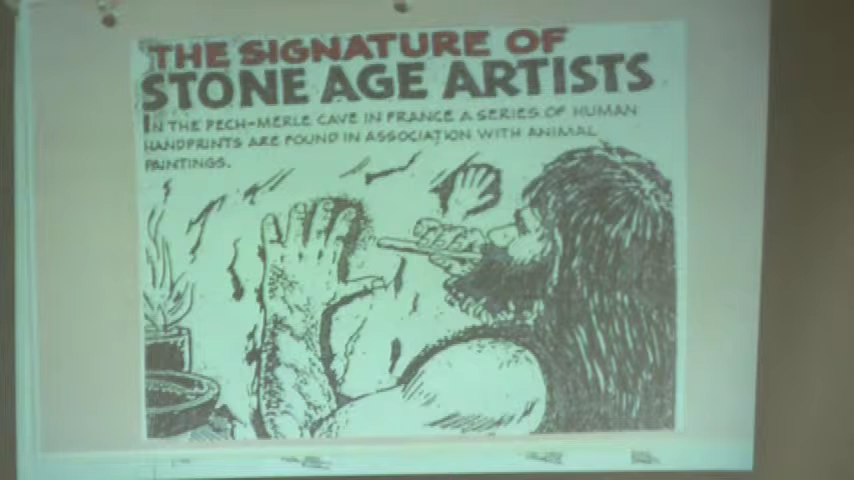 THE SIGNATURE OF
STONE AGE ARTISTS
IN THE PECH-MERLE CAVE IN FRANCE A SERIES OF HUMAN
HANDPRINTS ARE FOUND IN ASSOCIATION WITH ANIMAL
PAINTINGS.